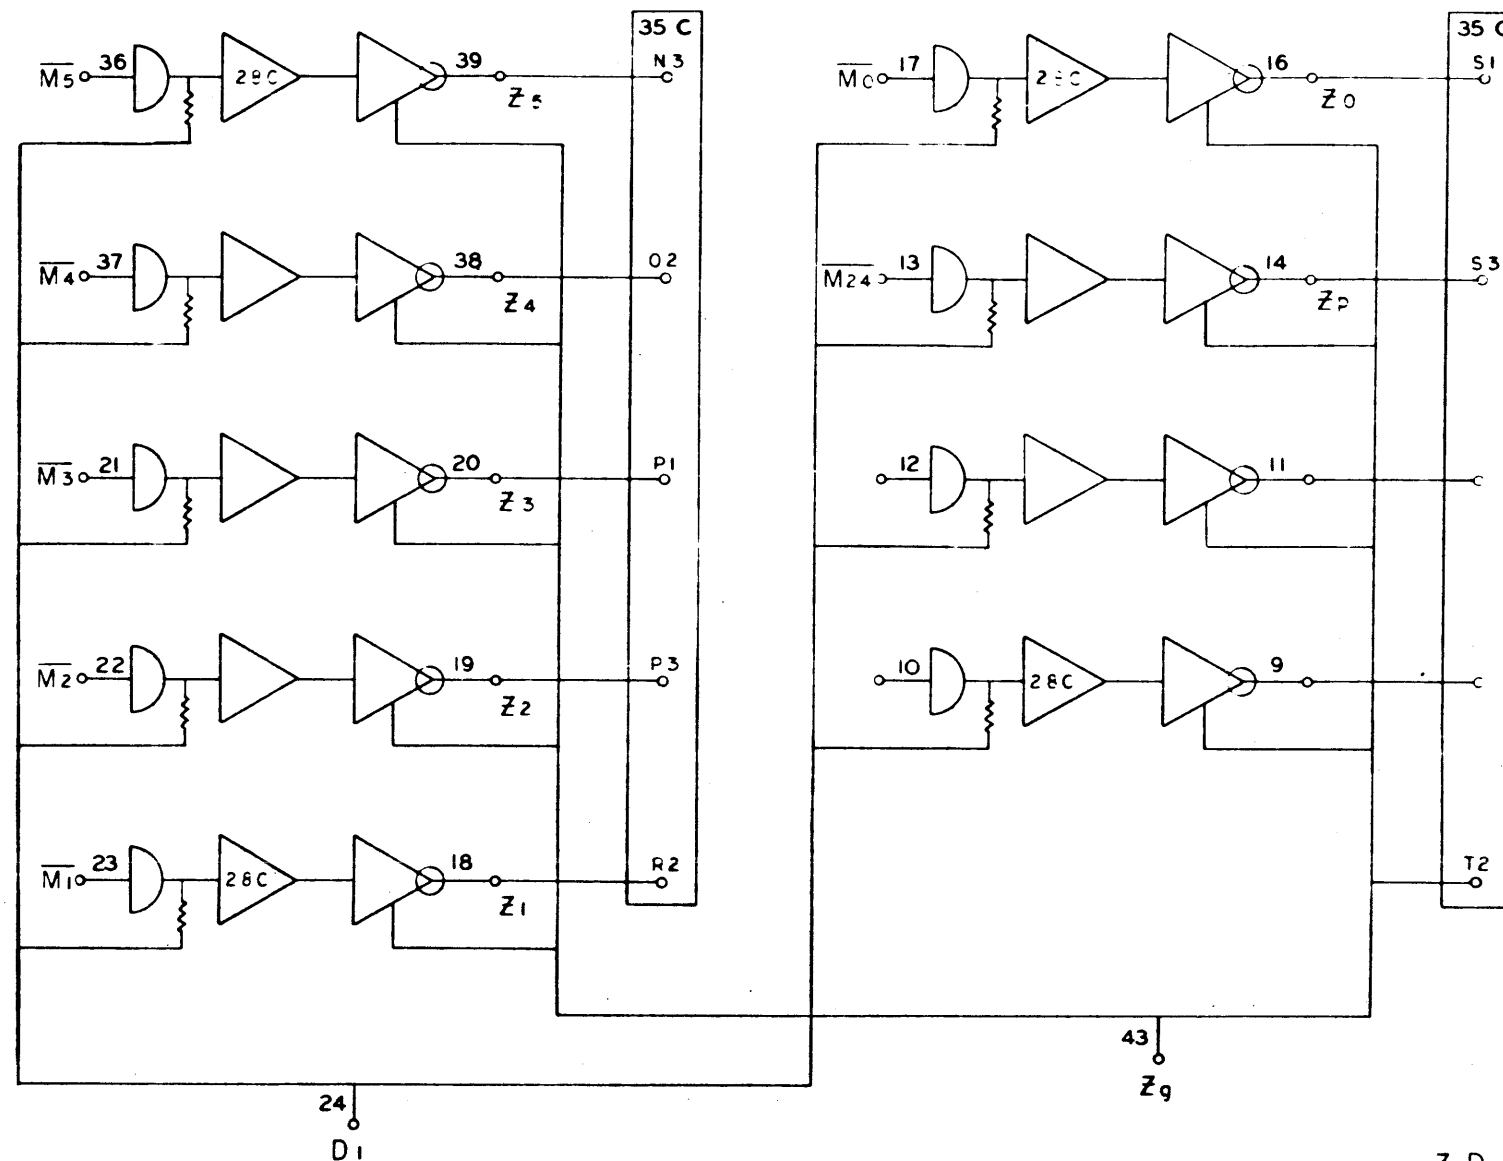 35 C
35 C
M5 36 28C 39 Z5 N3
M0 17 28C 16 Z0 S1
M4 37 38 Z4 O2
M24 13 14 Zp S3
M3 21 20 Z3 P1
12 11
M2 22 19 Z2 P3
10 28C 9
M1 23 28C 18 Z1 R2
T2
43
Zg
24
D1